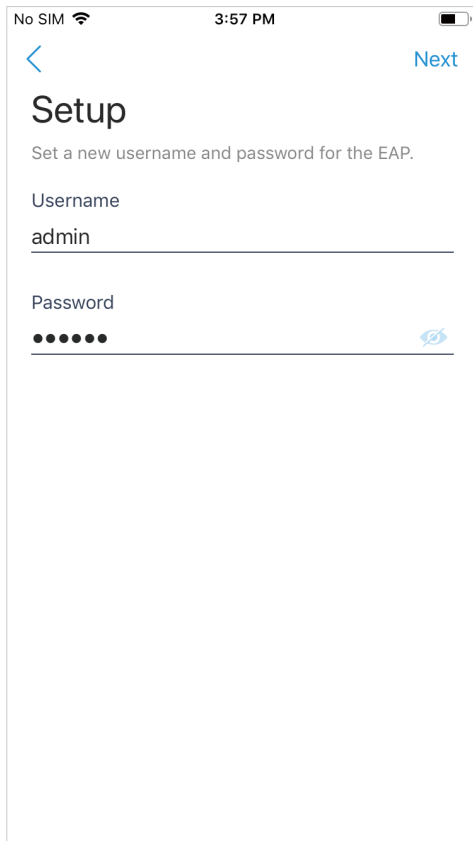 No SIM 3:57 PM
Next
Setup
Set a new username and password for the EAP.
Username
admin
Password
●●●●●●